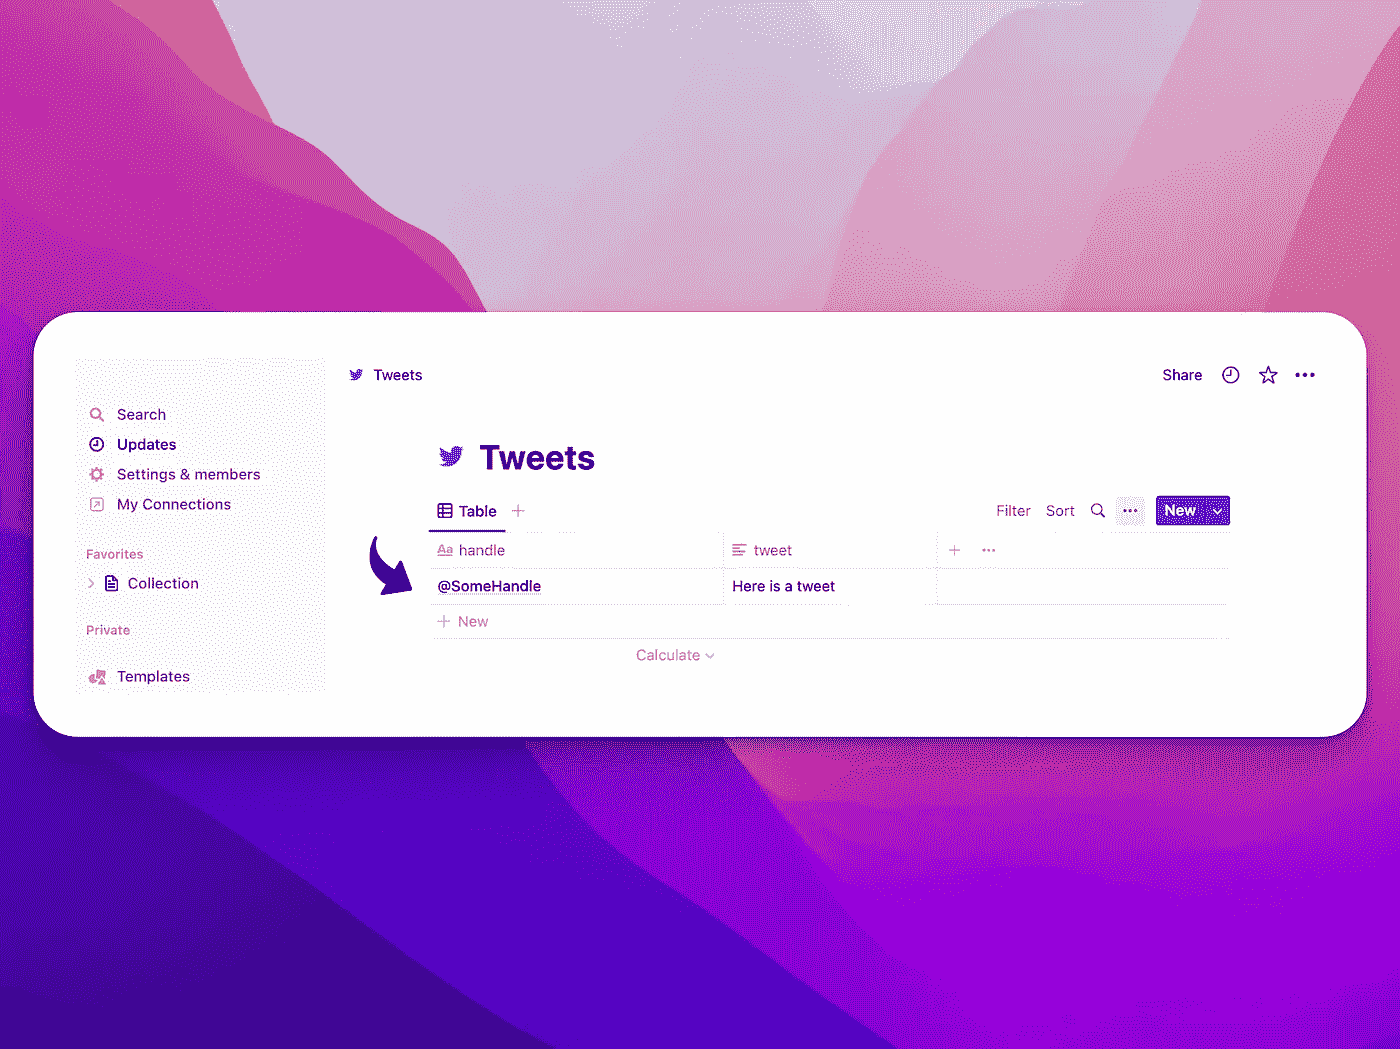 Tweets
Share
Search
Updates
Settings & members
My Connections
Favorites
Collection
Private
Templates
Tweets
Table
Filter Sort New
Aa handle tweet
@SomeHandle Here is a tweet
New
Calculate